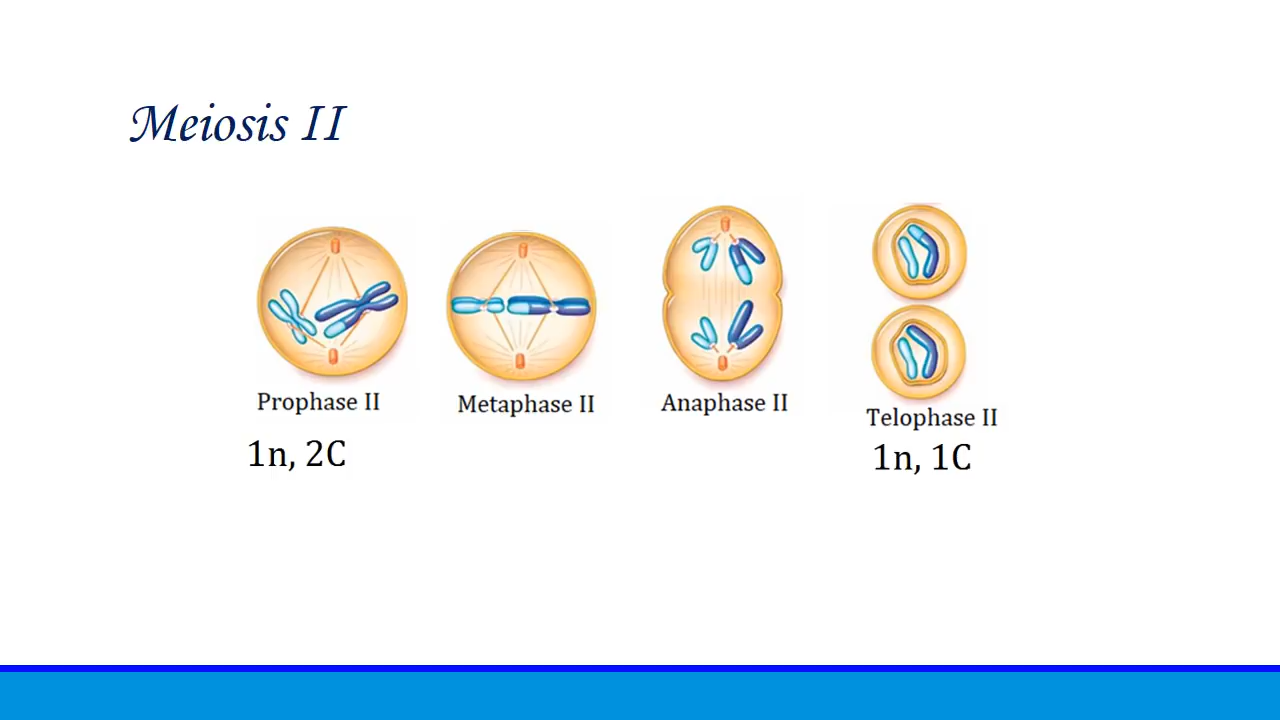 Meiosis II
Prophase II
Metaphase II
Anaphase II
Telophase II
1n, 2C
1n, 1C